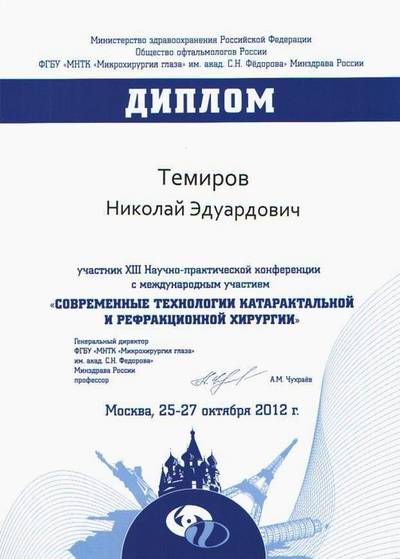 Министерство здравоохранения Российской Федерации
Общество офтальмологов России
ФГБУ «МНТК «Микрохирургия глаза» им. акад. С.Н. Фёдорова» Минздрава России
ДИПЛОМ
Темиров
Николай Эдуардович
участник XIII Научно-практической конференции
с международным участием
«СОВРЕМЕННЫЕ ТЕХНОЛОГИИ КАТАРАКТАЛЬНОЙ
И РЕФРАКЦИОННОЙ ХИРУРГИИ»
Генеральный директор
ФГБУ «МНТК «Микрохирургия глаза»
им. акад. С.Н. Федорова»
Минздрава России
профессор
А.М. Чухраёв
Москва, 25-27 октября 2012 г.